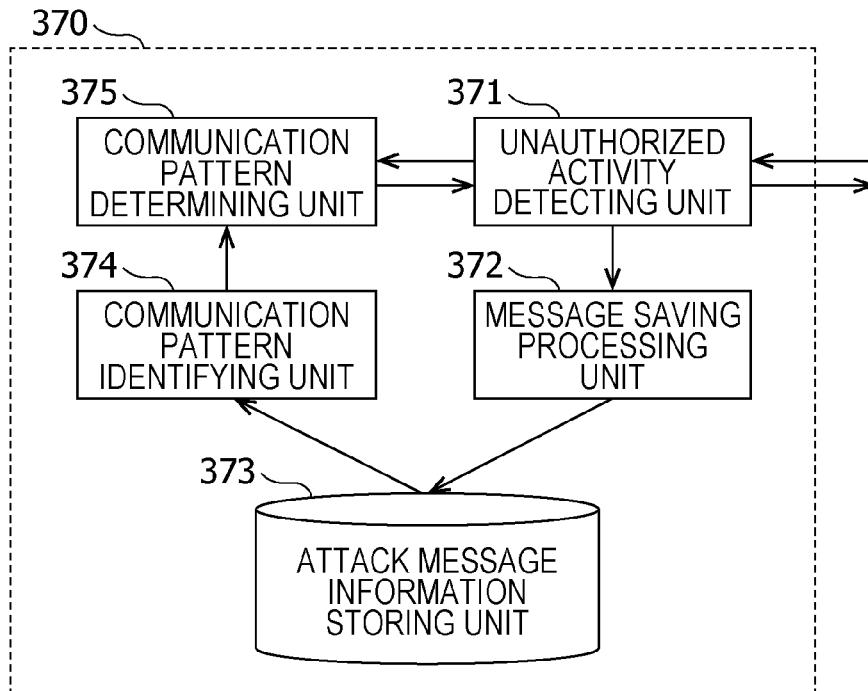 370
375
COMMUNICATION
PATTERN
DETERMINING UNIT
371
UNAUTHORIZED
ACTIVITY
DETECTING UNIT
374
COMMUNICATION
PATTERN
IDENTIFYING UNIT
372
MESSAGE SAVING
PROCESSING
UNIT
373
ATTACK MESSAGE
INFORMATION
STORING UNIT